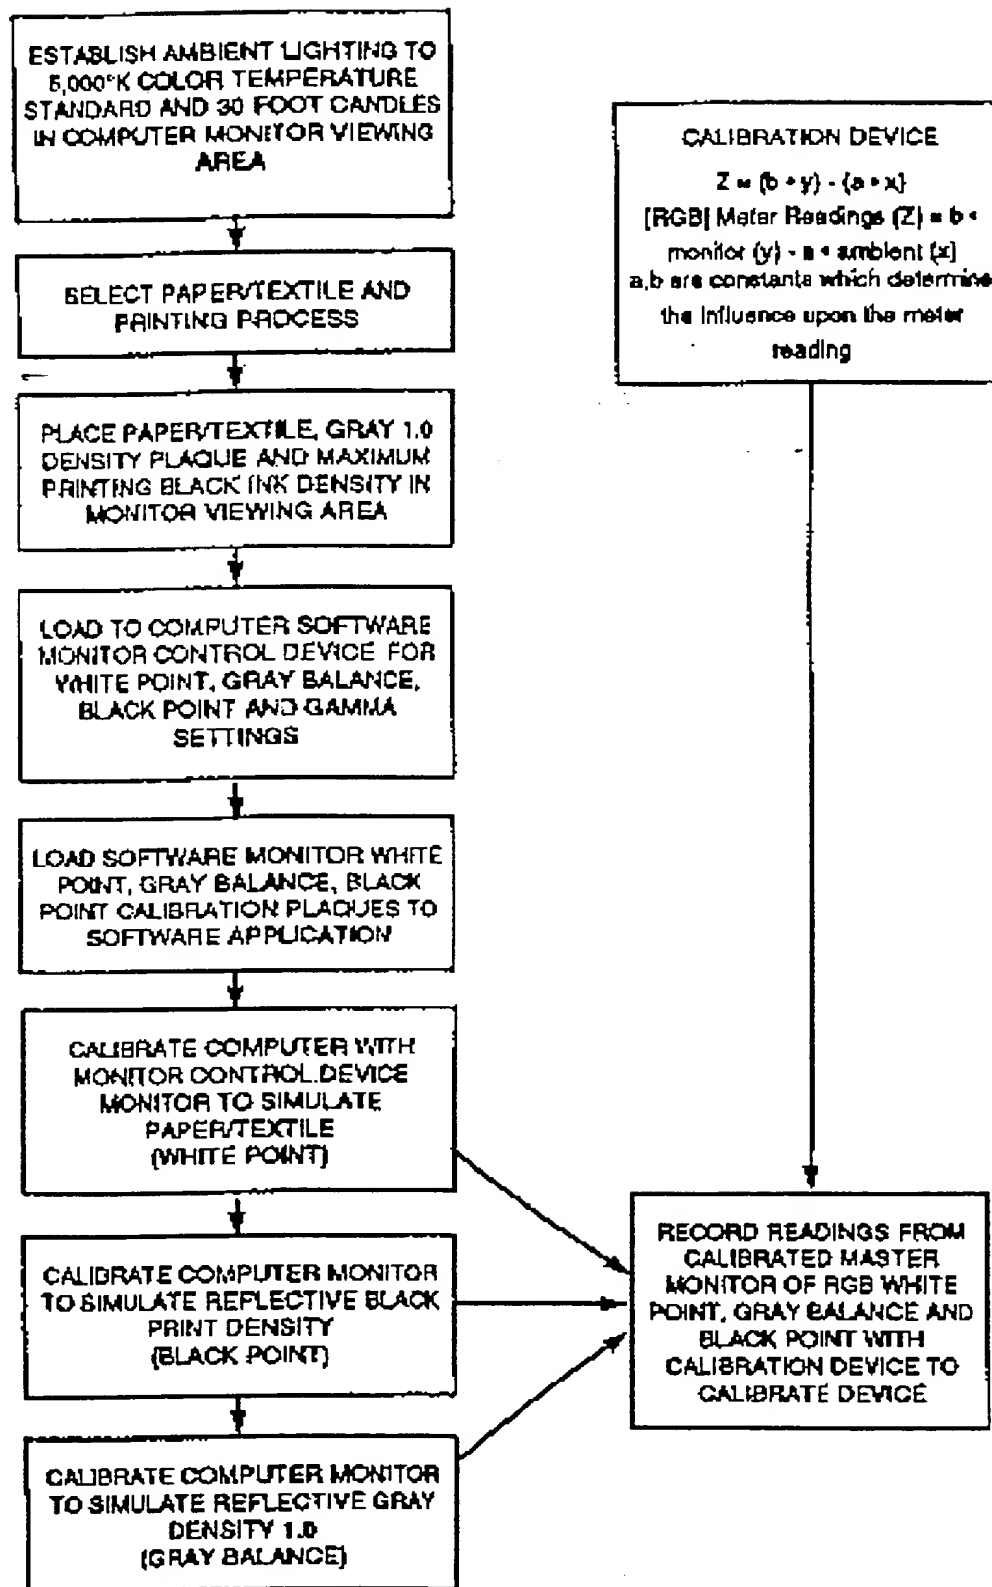 ESTABLISH AMBIENT LIGHTING TO
5,000°K COLOR TEMPERATURE
STANDARD AND 30 FOOT CANDLES
IN COMPUTER MONITOR VIEWING
AREA
SELECT PAPER/TEXTILE AND
PRINTING PROCESS
PLACE PAPER/TEXTILE, GRAY 1.0
DENSITY PLAQUE AND MAXIMUM
PRINTING BLACK INK DENSITY IN
MONITOR VIEWING AREA
LOAD TO COMPUTER SOFTWARE
MONITOR CONTROL DEVICE FOR
WHITE POINT, GRAY BALANCE,
BLACK POINT AND GAMMA
SETTINGS
LOAD SOFTWARE MONITOR WHITE
POINT, GRAY BALANCE, BLACK
POINT CALIBRATION PLAQUES TO
SOFTWARE APPLICATION
CALIBRATE COMPUTER WITH
MONITOR CONTROL.DEVICE
MONITOR TO SIMULATE
PAPER/TEXTILE
(WHITE POINT)
CALIBRATE COMPUTER MONITOR
TO SIMULATE REFLECTIVE BLACK
PRINT DENSITY
(BLACK POINT)
CALIBRATE COMPUTER MONITOR
TO SIMULATE REFLECTIVE GRAY
DENSITY 1.0
(GRAY BALANCE)
CALIBRATION DEVICE
Z = (b * y) - (a * x)
[RGB] Meter Readings (Z) = b *
monitor (y) - a * ambient (x)
a,b are constants which determine
the influence upon the meter
reading
RECORD READINGS FROM
CALIBRATED MASTER
MONITOR OF RGB WHITE
POINT, GRAY BALANCE AND
BLACK POINT WITH
CALIBRATION DEVICE TO
CALIBRATE DEVICE